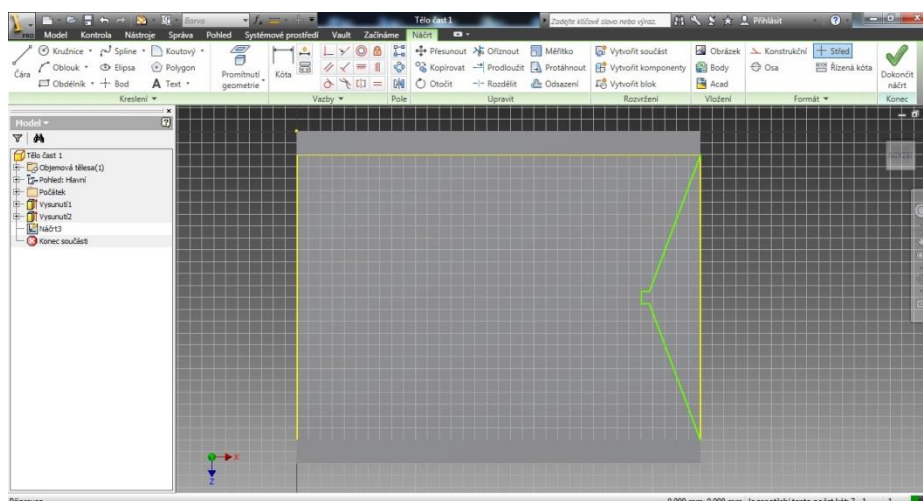 Barva
Tělo část 1
Zadejte klíčové slovo nebo výraz.
Přihlásit
PRO
Model Kontrola Nástroje Správa Pohled Systémové prostředí Vault Začínáme Náčrt
Čára
Kružnice Spline Koutový
Oblouk Elipsa Polygon
Obdélník Bod A Text
Promítnutí geometrie
Kóta
Přesunout Oříznout Měřítko
Kopírovat Prodloužit Protáhnout
Otočit Rozdělit Odsazení
Vytvořit součást
Vytvořit komponenty
Vytvořit blok
Obrázek
Body
Acad
Konstrukční Střed
Osa Řízená kóta
Dokončit náčrt
Kreslení Vazby Pole Upravit Rozvržení Vložení Formát Konec
Model
Tělo část 1
Objemová tělesa(1)
Pohled: Hlavní
Počátek
Vysunutí1
Vysunutí2
Náčrt3
Konec součásti
X
Z